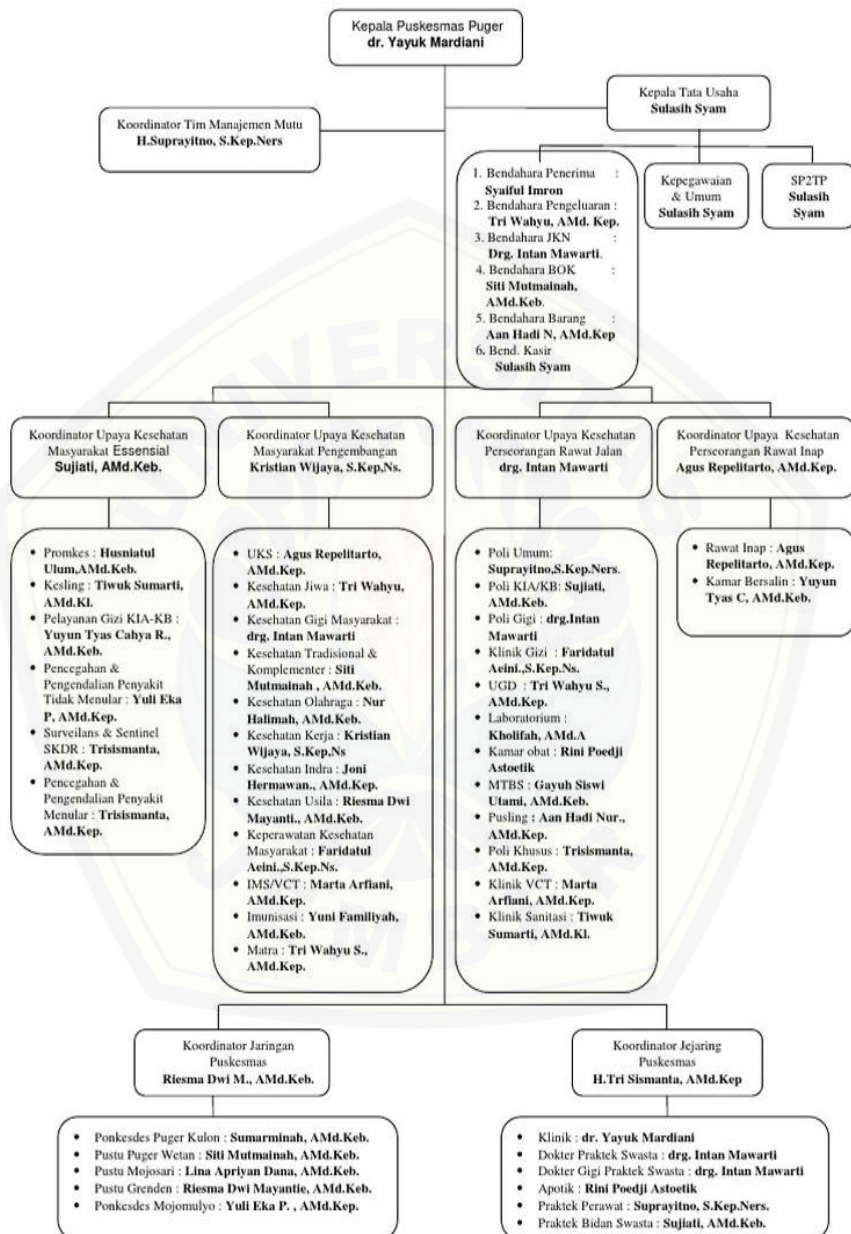 Kepala Puskesmas Puger
dr. Yayuk Mardiani
Kepala Tata Usaha
Sulasih Syam
Koordinator Tim Manajemen Mutu
H.Suprayitno, S.Kep.Ners
1. Bendahara Penerima :
Syaiful Imron
2. Bendahara Pengeluaran :
Tri Wahyu, AMd. Kep.
3. Bendahara JKN :
Drg. Intan Mawarti.
4. Bendahara BOK :
Siti Mutmainah,
AMd.Keb.
5. Bendahara Barang :
Aan Hadi N, AMd.Kep
6. Bend. Kasir
Sulasih Syam
Kepegawaian
& Umum
Sulasih Syam
SP2TP
Sulasih
Syam
Koordinator Upaya Kesehatan
Masyarakat Essensial
Sujiati, AMd.Keb.
Koordinator Upaya Kesehatan
Masyarakat Pengembangan
Kristian Wijaya, S.Kep,Ns.
Koordinator Upaya Kesehatan
Perseorangan Rawat Jalan
drg. Intan Mawarti
Koordinator Upaya Kesehatan
Perseorangan Rawat Inap
Agus Repelitarto, AMd.Kep.
• Promkes : Husniatul
Ulum,AMd.Keb.
• Kesling : Tiwuk Sumarti,
AMd.Kl.
• Pelayanan Gizi KIA-KB :
Yuyun Tyas Cahya R.,
AMd.Keb.
• Pencegahan &
Pengendalian Penyakit
Tidak Menular : Yuli Eka
P, AMd.Kep.
• Surveilans & Sentinel
SKDR : Trisismanta,
AMd.Kep.
• Pencegahan &
Pengendalian Penyakit
Menular : Trisismanta,
AMd.Kep.
• UKS : Agus Repelitarto,
AMd.Kep.
• Kesehatan Jiwa : Tri Wahyu,
AMd.Kep.
• Kesehatan Gigi Masyarakat :
drg. Intan Mawarti
• Kesehatan Tradisional &
Komplementer : Siti
Mutmainah , AMd.Keb.
• Kesehatan Olahraga : Nur
Halimah, AMd.Keb.
• Kesehatan Kerja : Kristian
Wijaya, S.Kep,Ns
• Kesehatan Indra : Joni
Hermawan., AMd.Kep.
• Kesehatan Usila : Riesma Dwi
Mayanti., AMd.Keb.
• Keperawatan Kesehatan
Masyarakat : Faridatul
Aeini.,S.Kep.Ns.
• IMS/VCT : Marta Arfiani,
AMd.Kep.
• Imunisasi : Yuni Familiyah,
AMd.Keb.
• Matra : Tri Wahyu S.,
AMd.Kep.
• Poli Umum:
Suprayitno,S.Kep.Ners.
• Poli KIA/KB: Sujiati,
AMd.Keb.
• Poli Gigi : drg.Intan
Mawarti
• Klinik Gizi : Faridatul
Aeini.,S.Kep.Ns.
• UGD : Tri Wahyu S.,
AMd.Kep.
• Laboratorium :
Kholifah, AMd.A
• Kamar obat : Rini Poedji
Astoetik
• MTBS : Gayuh Siswi
Utami, AMd.Keb.
• Pusling : Aan Hadi Nur.,
AMd.Kep.
• Poli Khusus : Trisismanta,
AMd.Kep.
• Klinik VCT : Marta
Arfiani, AMd.Kep.
• Klinik Sanitasi : Tiwuk
Sumarti, AMd.Kl.
• Rawat Inap : Agus
Repelitarto, AMd.Kep.
• Kamar Bersalin : Yuyun
Tyas C, AMd.Keb.
Koordinator Jaringan
Puskesmas
Riesma Dwi M., AMd.Keb.
Koordinator Jejaring
Puskesmas
H.Tri Sismanta, AMd.Kep
• Ponkesdes Puger Kulon : Sumarminah, AMd.Keb.
• Pustu Puger Wetan : Siti Mutmainah, AMd.Keb.
• Pustu Mojosari : Lina Apriyan Dana, AMd.Keb.
• Pustu Grenden : Riesma Dwi Mayantie, AMd.Keb.
• Ponkesdes Mojomulyo : Yuli Eka P. , AMd.Kep.
• Klinik : dr. Yayuk Mardiani
• Dokter Praktek Swasta : drg. Intan Mawarti
• Dokter Gigi Praktek Swasta : drg. Intan Mawarti
• Apotik : Rini Poedji Astoetik
• Praktek Perawat : Suprayitno, S.Kep.Ners.
• Praktek Bidan Swasta : Sujiati, AMd.Keb.